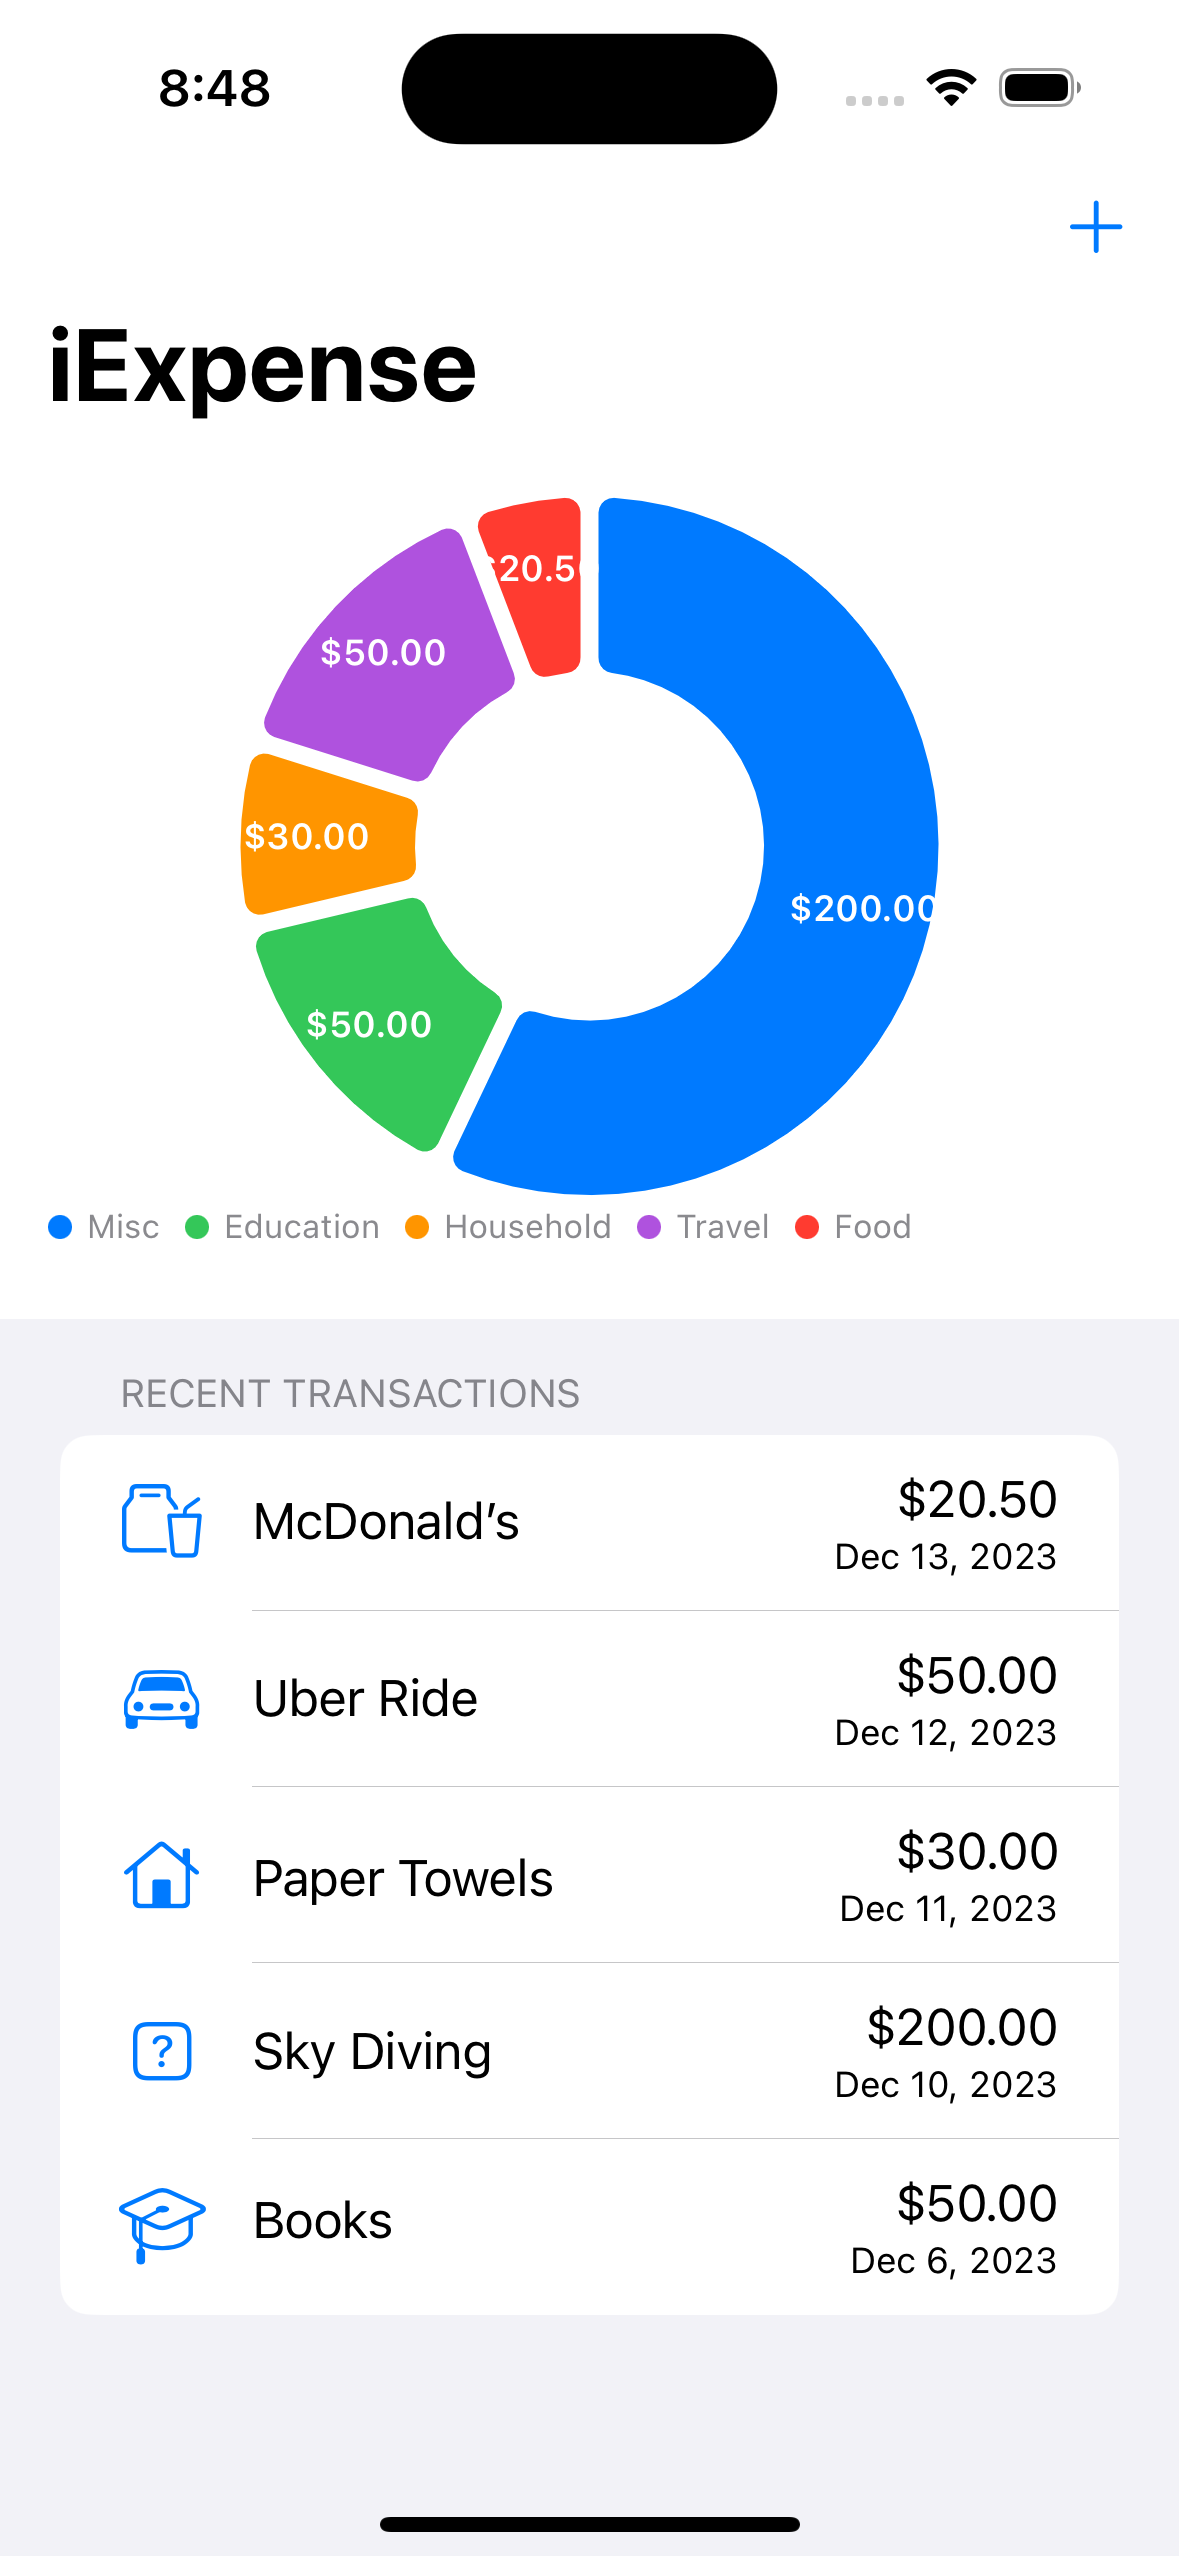 8:48
iExpense
$20.50
$50.00
$30.00
$200.00
$50.00
Misc Education Household Travel Food
RECENT TRANSACTIONS
McDonald’s
$20.50
Dec 13, 2023
Uber Ride
$50.00
Dec 12, 2023
Paper Towels
$30.00
Dec 11, 2023
?
Sky Diving
$200.00
Dec 10, 2023
Books
$50.00
Dec 6, 2023